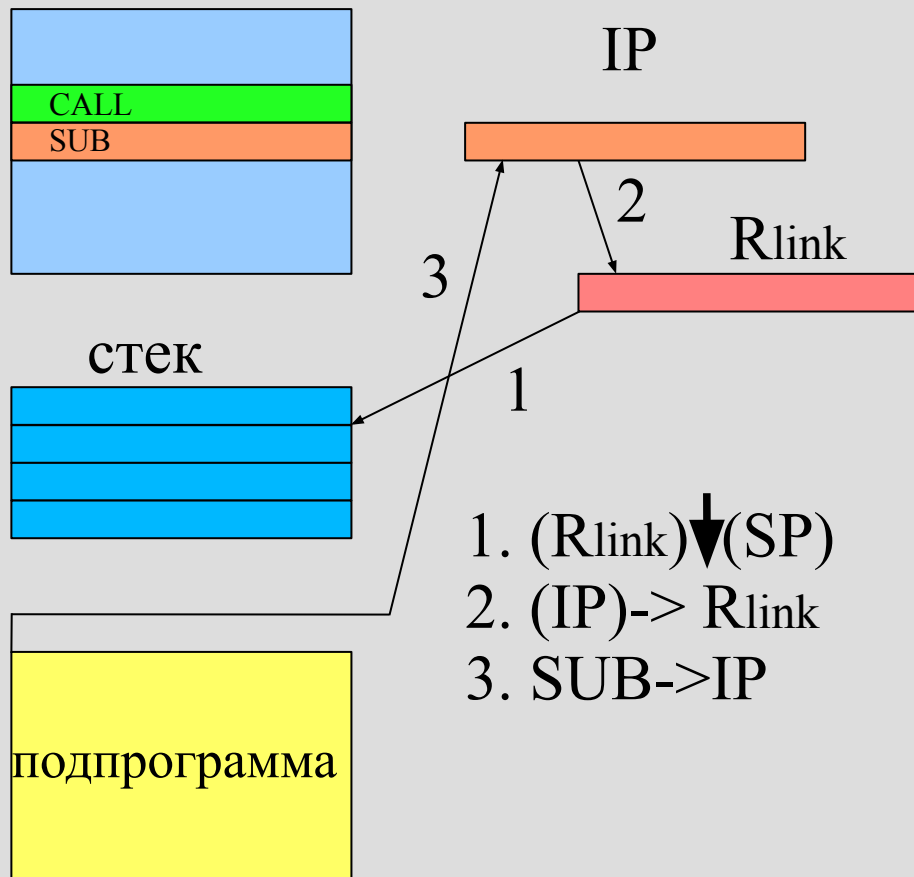 IP
CALL
SUB
2
Rlink
3
стек
1
1. (Rlink)↓(SP)
2. (IP)-> Rlink
3. SUB->IP
подпрограмма